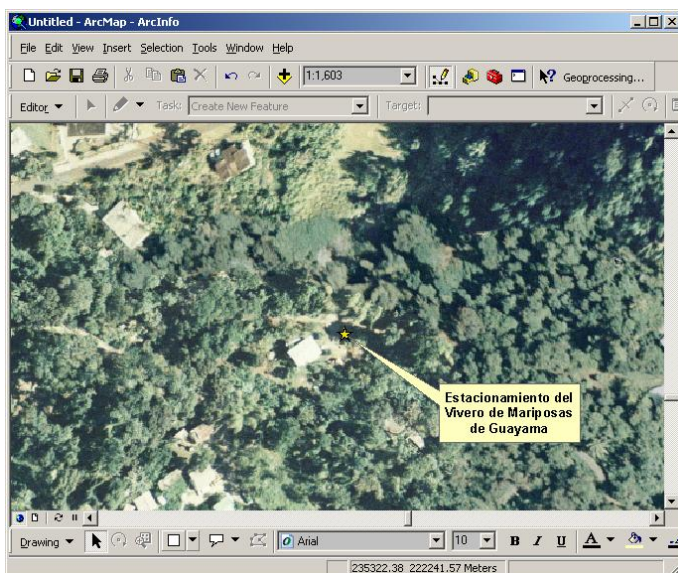 Untitled - ArcMap - ArcInfo
File Edit View Insert Selection Tools Window Help
1:1,603 Geoprocessing...
Editor Task: Create New Feature Target:
Estacionamiento del
Vivero de Mariposas
de Guayama
Drawing Arial 10 B I U A
235322.38 222241.57 Meters